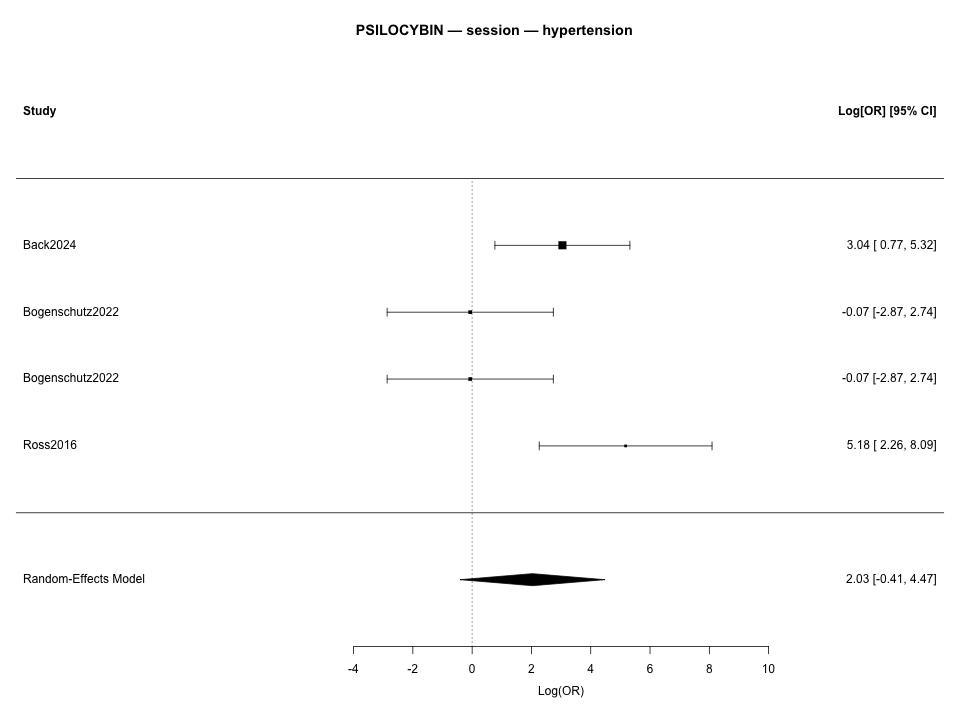 PSILOCYBIN — session — hypertension
Study Log[OR] [95% CI]
Back2024 3.04 [ 0.77, 5.32]
Bogenschutz2022 -0.07 [-2.87, 2.74]
Bogenschutz2022 -0.07 [-2.87, 2.74]
Ross2016 5.18 [ 2.26, 8.09]
Random-Effects Model 2.03 [-0.41, 4.47]
-4 -2 0 2 4 6 8 10
Log(OR)